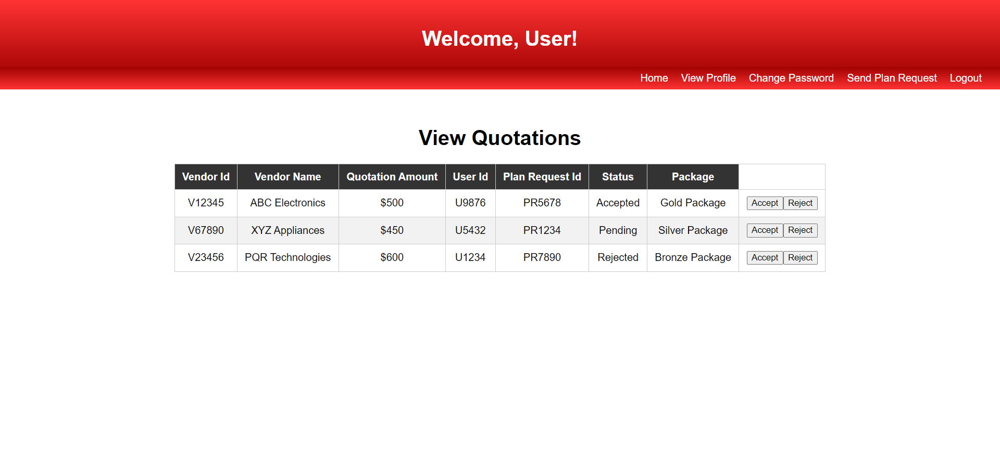 Welcome, User!
Home View Profile Change Password Send Plan Request Logout
View Quotations
Vendor Id Vendor Name Quotation Amount User Id Plan Request Id Status Package
V12345 ABC Electronics $500 U9876 PR5678 Accepted Gold Package Accept Reject
V67890 XYZ Appliances $450 U5432 PR1234 Pending Silver Package Accept Reject
V23456 PQR Technologies $600 U1234 PR7890 Rejected Bronze Package Accept Reject